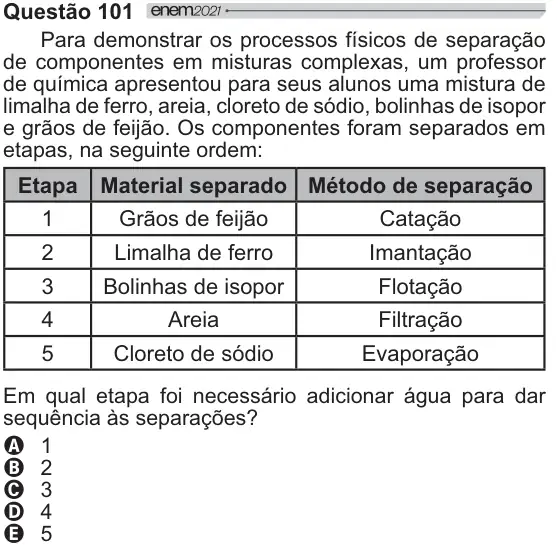 Questão 101 enem2021
Para demonstrar os processos físicos de separação
de componentes em misturas complexas, um professor
de química apresentou para seus alunos uma mistura de
limalha de ferro, areia, cloreto de sódio, bolinhas de isopor
e grãos de feijão. Os componentes foram separados em
etapas, na seguinte ordem:
Etapa Material separado Método de separação
1 Grãos de feijão Catação
2 Limalha de ferro Imantação
3 Bolinhas de isopor Flotação
4 Areia Filtração
5 Cloreto de sódio Evaporação
Em qual etapa foi necessário adicionar água para dar
sequência às separações?
A 1
B 2
C 3
D 4
E 5